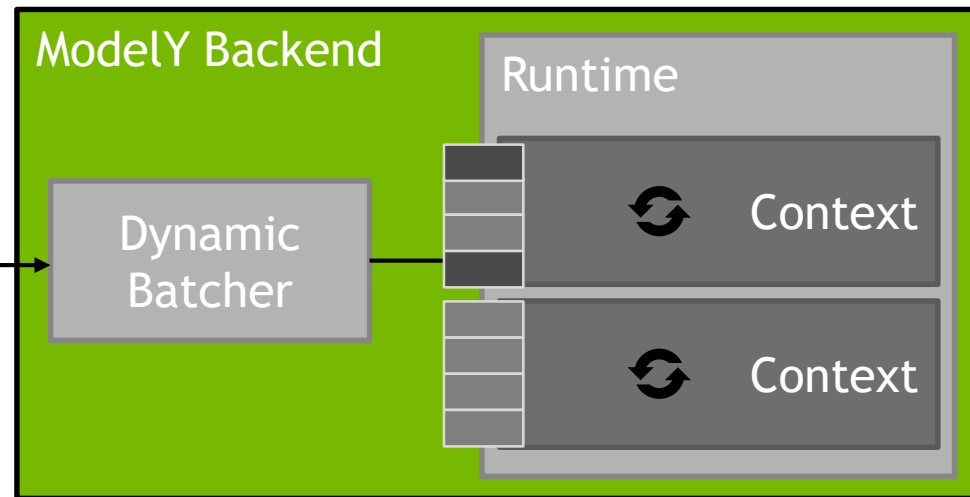 ModelY Backend
Runtime
Dynamic
Batcher
Context
Context